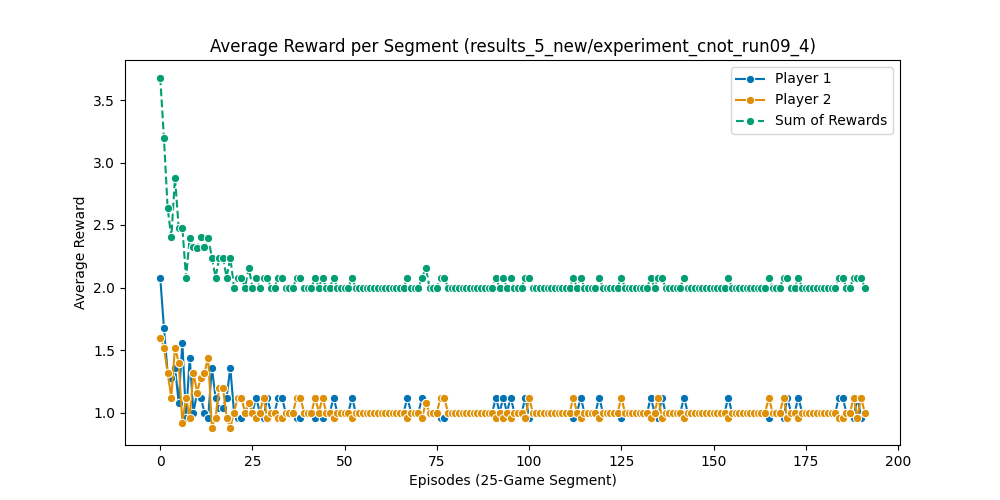 Average Reward per Segment (results_5_new/experiment_cnot_run09_4)
Player 1
Player 2
Sum of Rewards
Average Reward
3.5
3.0
2.5
2.0
1.5
1.0
0 25 50 75 100 125 150 175 200
Episodes (25-Game Segment)